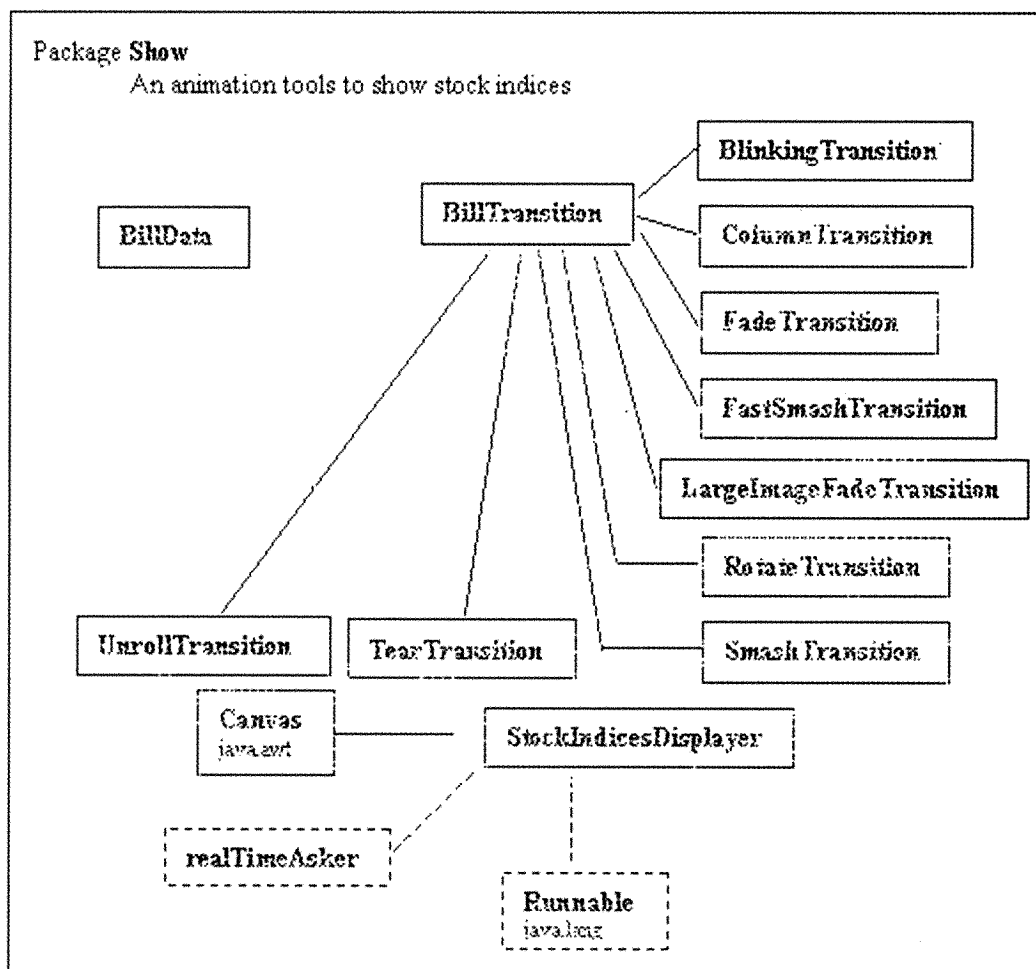 Package Show
An animation tools to show stock indices
BlinkingTransition
BillTransition
BillData
ColumnTransition
FadeTransition
FastSmashTransition
LargeImageFadeTransition
RotateTransition
UnrollTransition
TearTransition
SmashTransition
Canvas
java.awt
StockIndicesDisplayer
realTimeAsker
Runnable
java.lang